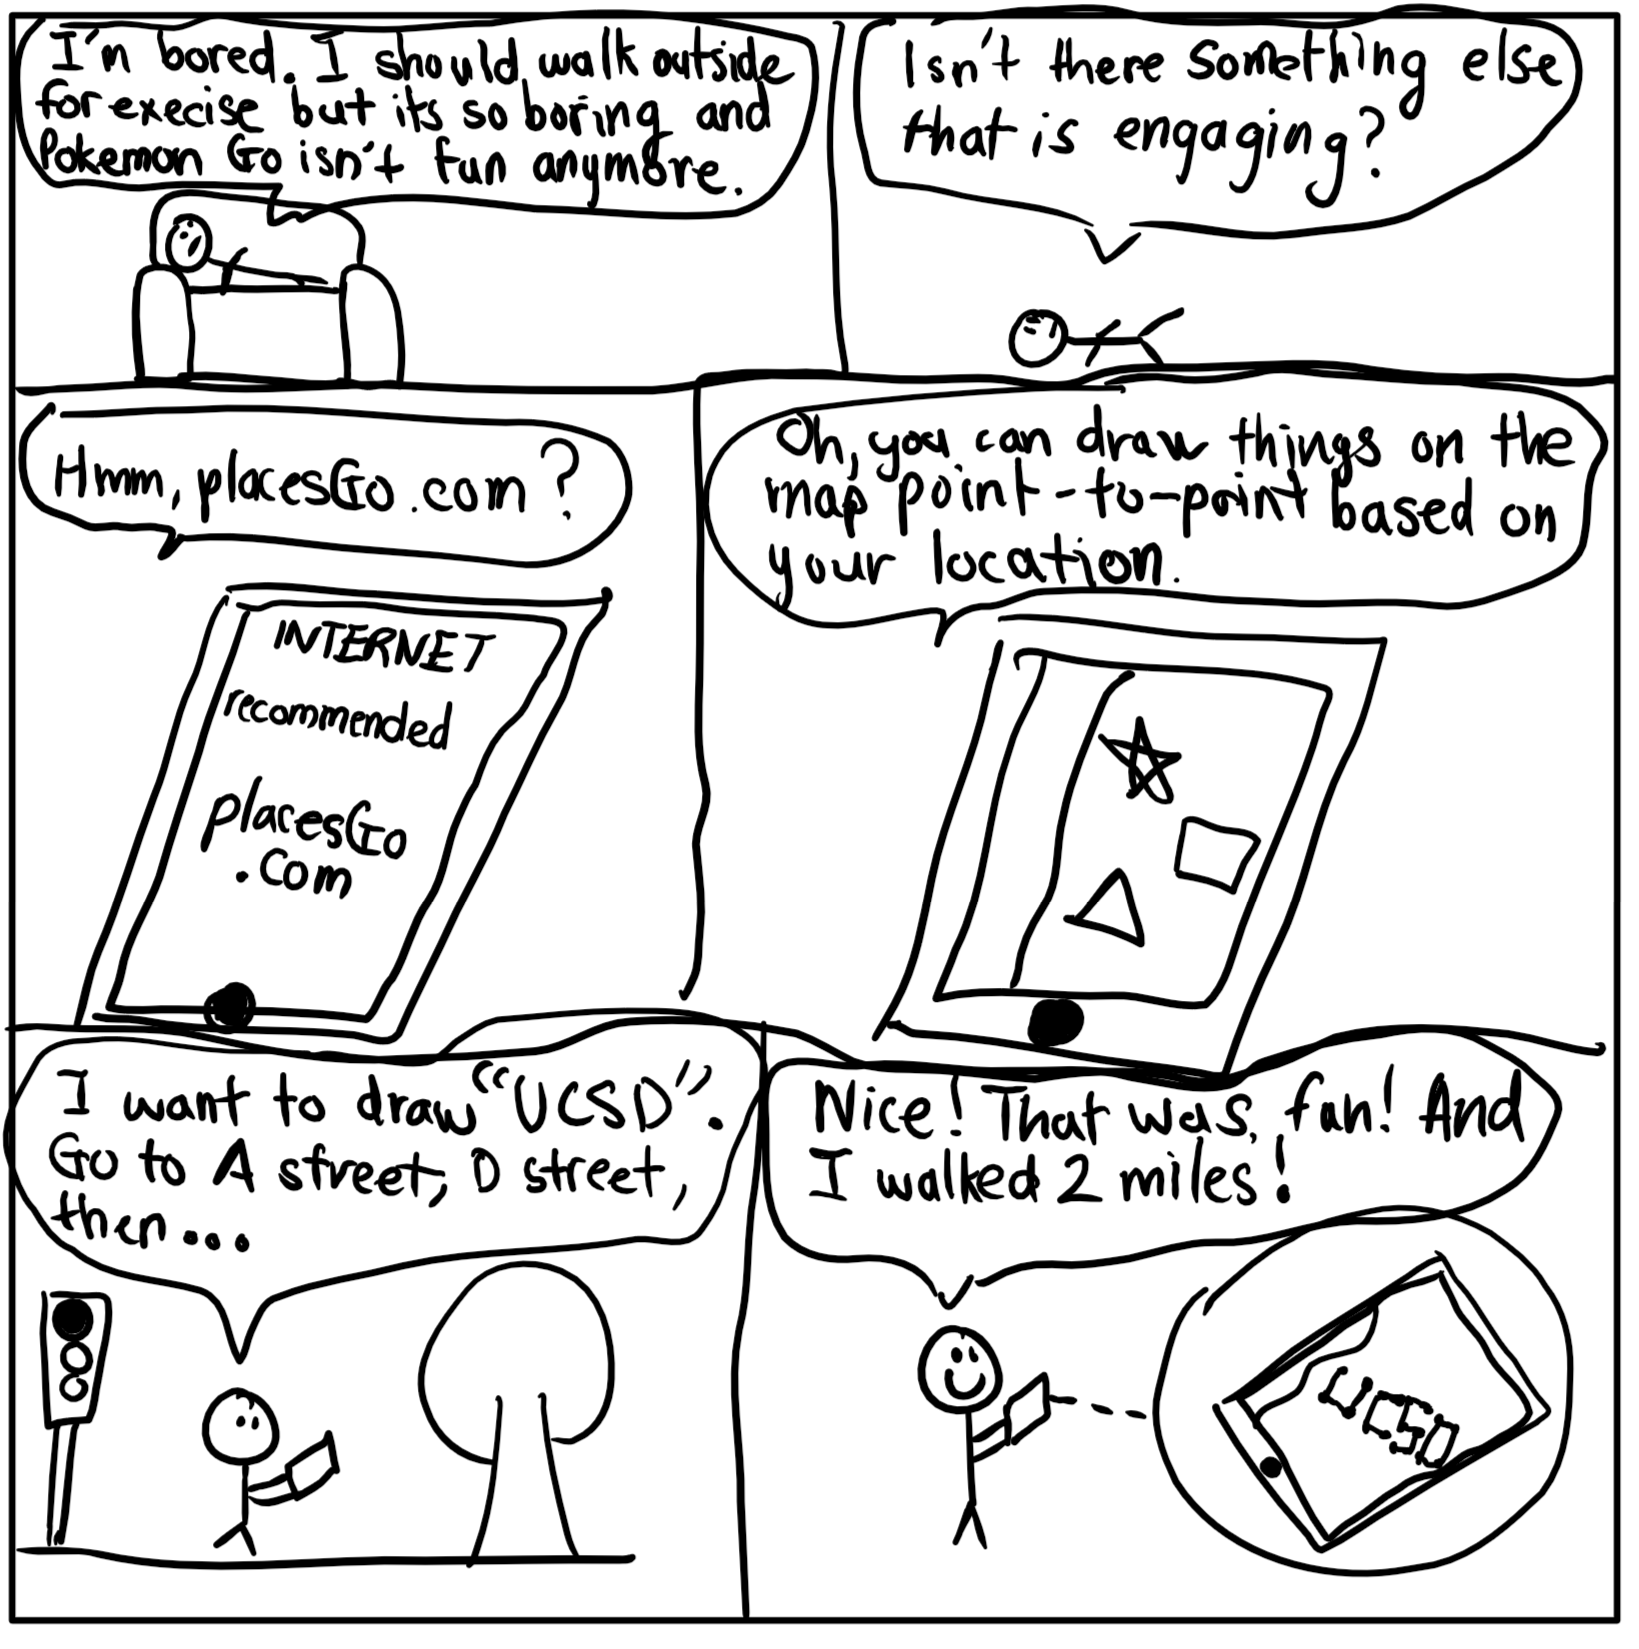 I'm bored. I should walk outside
for execise but its so boring and
Pokemon Go isn't fun anymore.
Isn't there something else
that is engaging?
Hmm, placesGo.com?
INTERNET
recommended
placesGo
.com
Oh, you can draw things on the
map point-to-point based on
your location.
I want to draw "UCSD".
Go to A street, D street,
then...
Nice! That was fun! And
I walked 2 miles!
UCSD